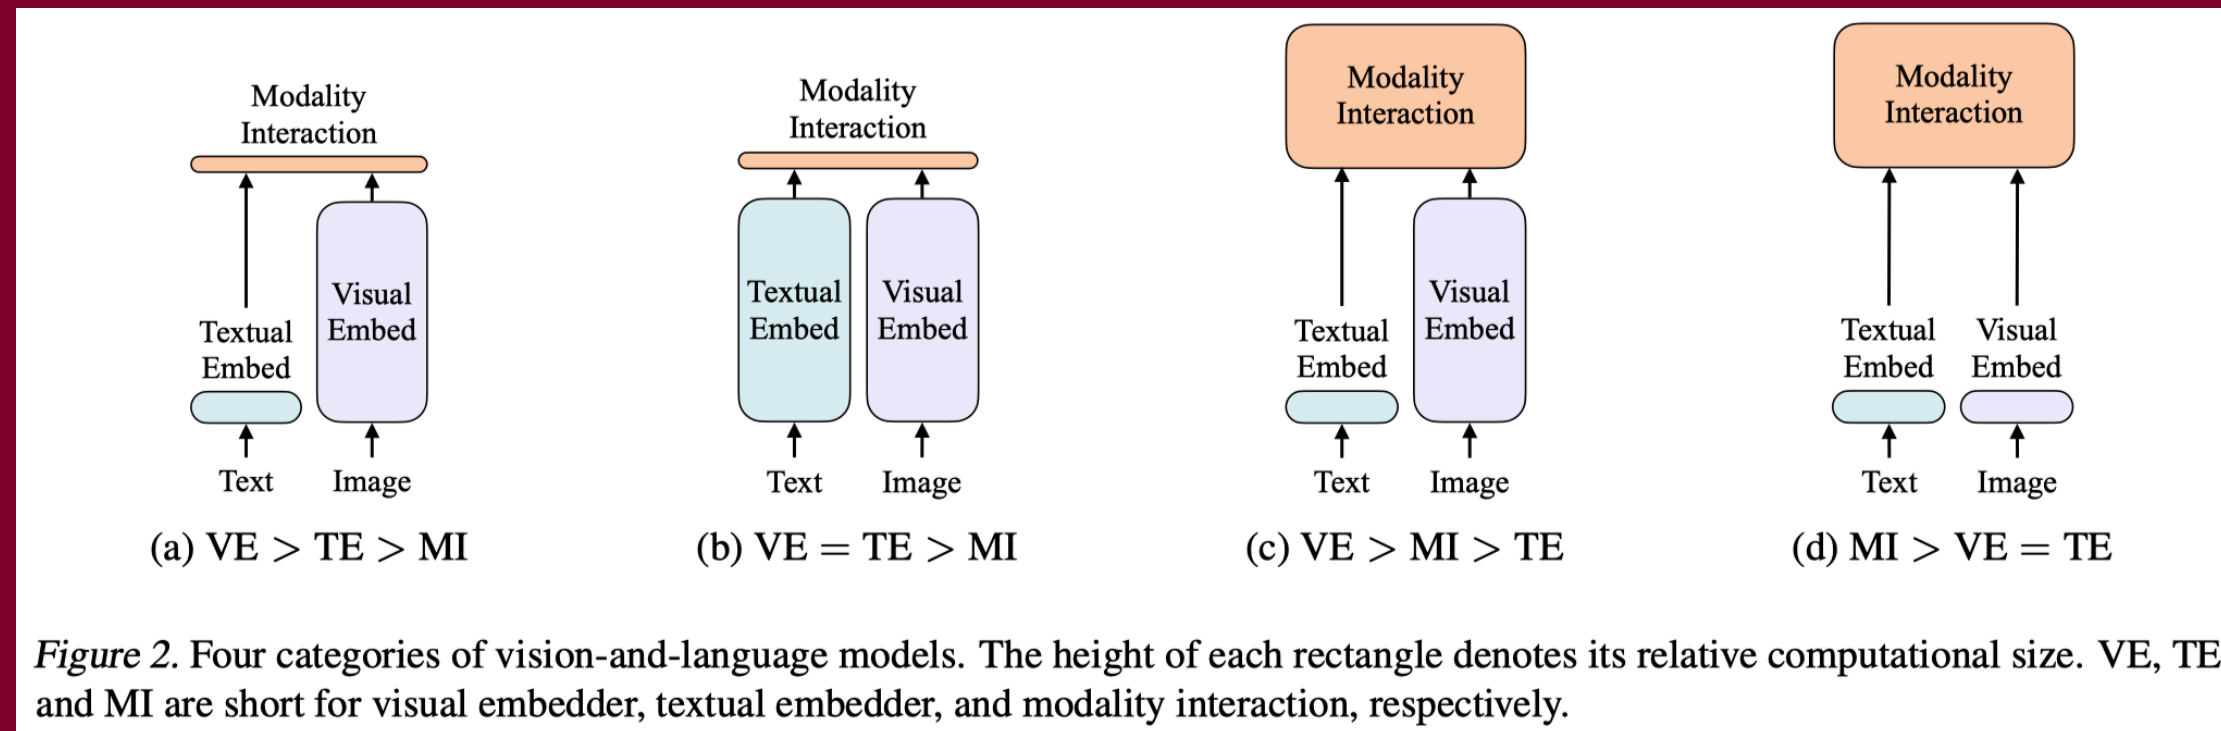 Modality
Interaction
Textual
Embed
Visual
Embed
Text
Image
(a) VE > TE > MI
Modality
Interaction
Textual
Embed
Visual
Embed
Text
Image
(b) VE = TE > MI
Modality
Interaction
Textual
Embed
Visual
Embed
Text
Image
(c) VE > MI > TE
Modality
Interaction
Textual
Embed
Visual
Embed
Text
Image
(d) MI > VE = TE
Figure 2. Four categories of vision-and-language models. The height of each rectangle denotes its relative computational size. VE, TE
and MI are short for visual embedder, textual embedder, and modality interaction, respectively.